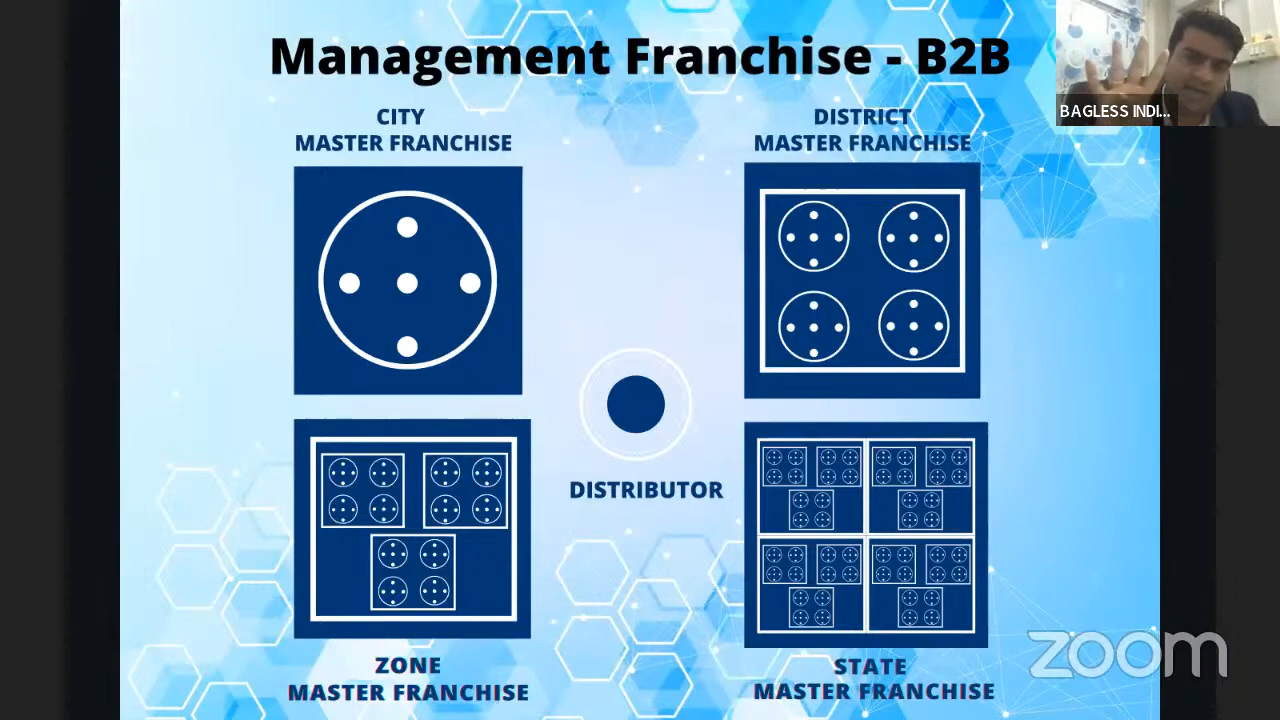 Management Franchise - B2B
BAGLESS INDI...
CITY
MASTER FRANCHISE
DISTRICT
MASTER FRANCHISE
DISTRIBUTOR
ZONE
MASTER FRANCHISE
STATE
MASTER FRANCHISE
zoom